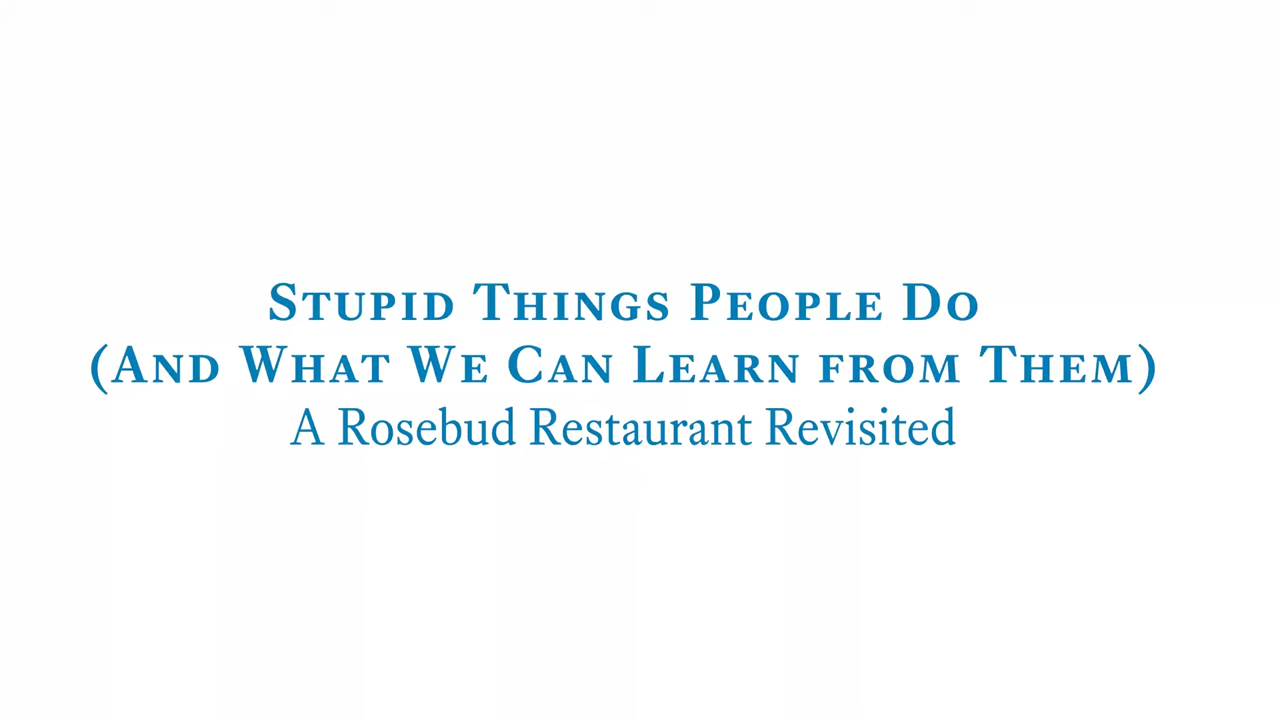 Stupid Things People Do
(And What We Can Learn from Them)
A Rosebud Restaurant Revisited